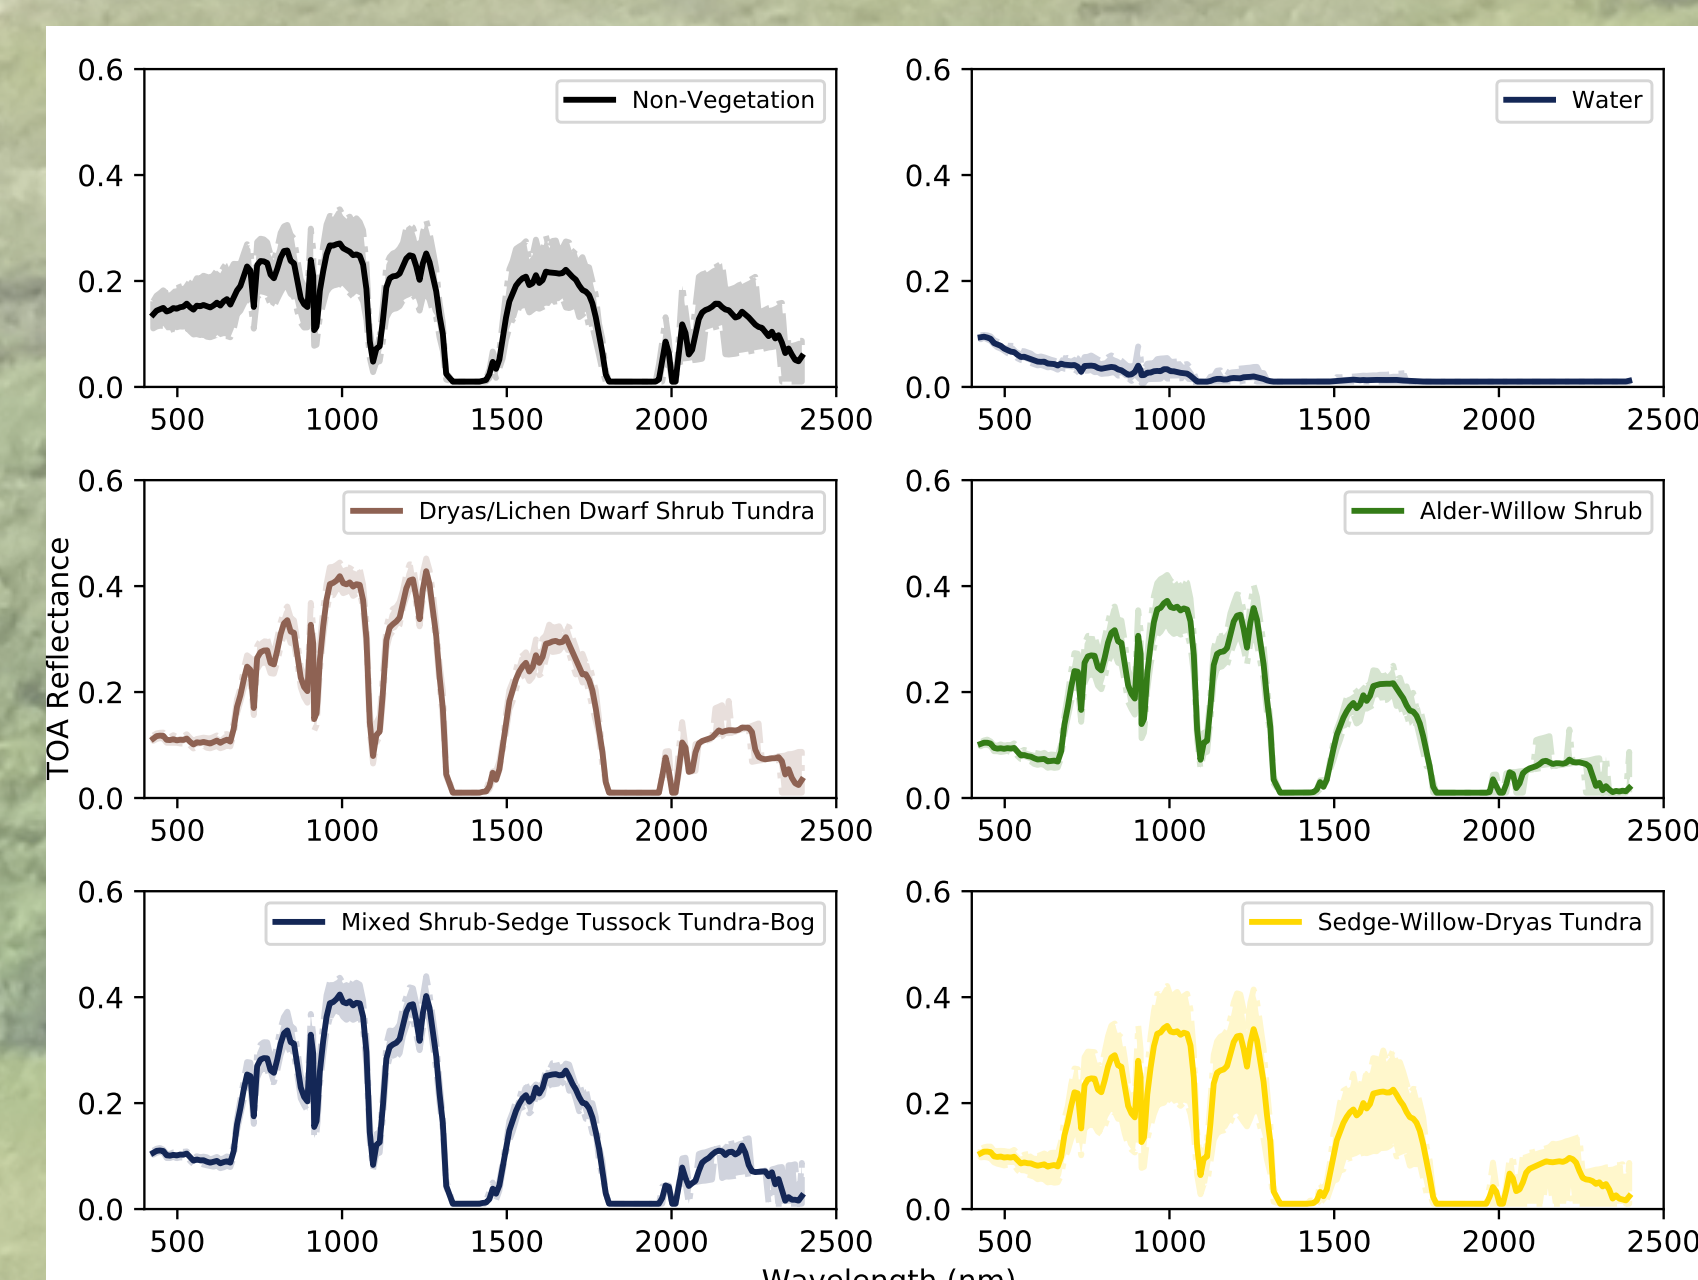 0.6
0.4
0.2
0.0
500 1000 1500 2000 2500
Non-Vegetation
0.6
0.4
0.2
0.0
500 1000 1500 2000 2500
Water
TOA Reflectance
0.6
0.4
0.2
0.0
500 1000 1500 2000 2500
Dryas/Lichen Dwarf Shrub Tundra
0.6
0.4
0.2
0.0
500 1000 1500 2000 2500
Alder-Willow Shrub
0.6
0.4
0.2
0.0
500 1000 1500 2000 2500
Mixed Shrub-Sedge Tussock Tundra-Bog
0.6
0.4
0.2
0.0
500 1000 1500 2000 2500
Sedge-Willow-Dryas Tundra
Wavelength (nm)